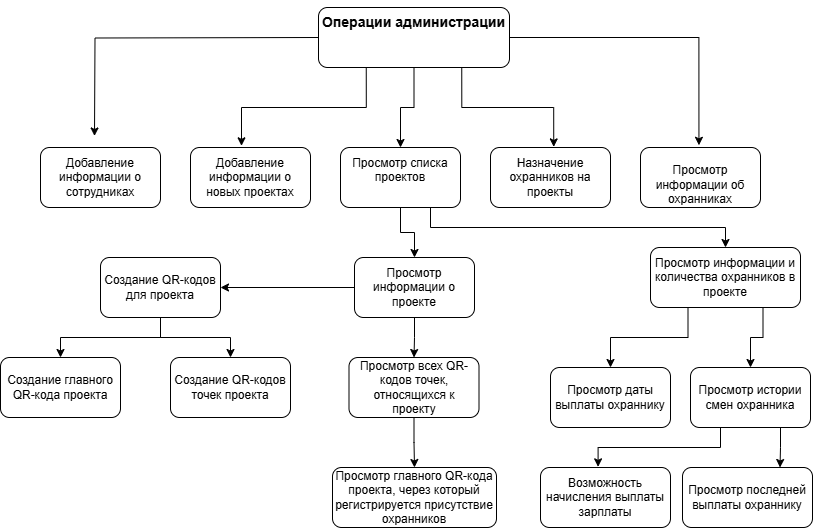 Операции администрации
Добавление
информации о
сотрудниках
Добавление
информации о
новых проектах
Просмотр списка
проектов
Назначение
охранников на
проекты
Просмотр
информации об
охранниках
Создание QR-кодов
для проекта
Просмотр
информации о
проекте
Просмотр информации и
количества охранников в
проекте
Создание главного
QR-кода проекта
Создание QR-кодов
точек проекта
Просмотр всех QR-
кодов точек,
относящихся к
проекту
Просмотр даты
выплаты охраннику
Просмотр истории
смен охранника
Просмотр главного QR-кода
проекта, через который
регистрируется присутствие
охранников
Возможность
начисления выплаты
зарплаты
Просмотр последней
выплаты охраннику